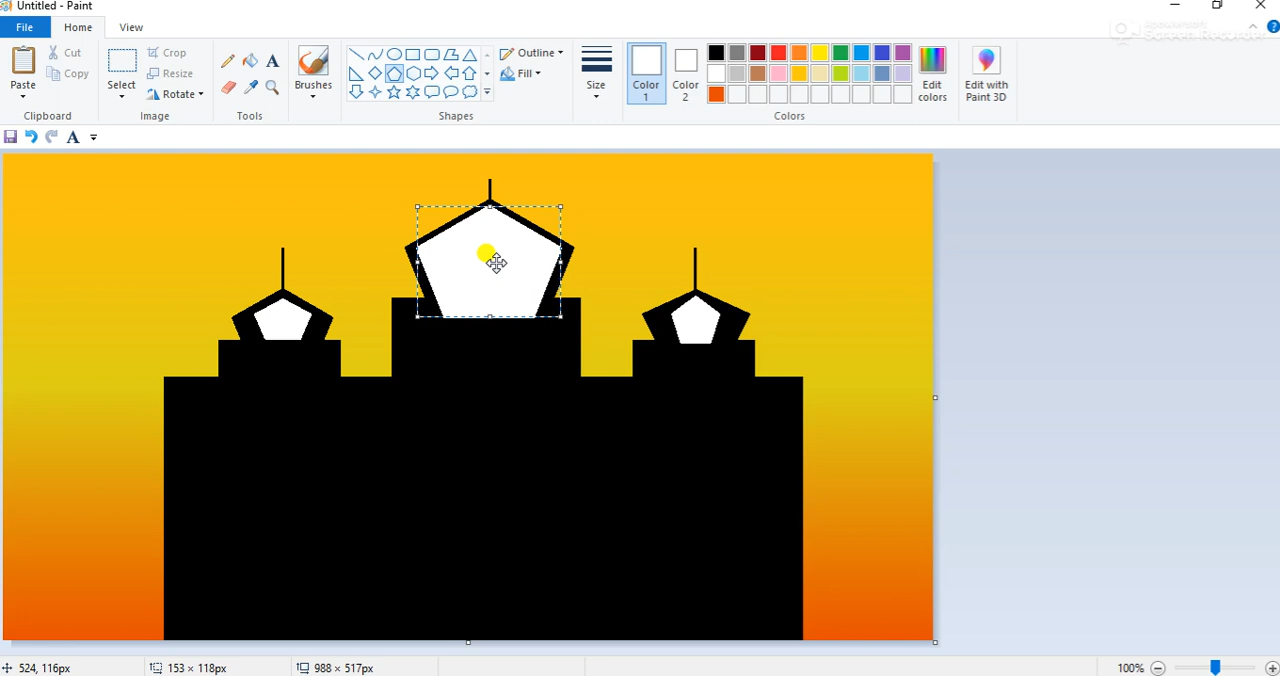 Untitled - Paint
File
Home
View
Paste
Cut
Copy
Clipboard
Select
Crop
Resize
Rotate
Image
A
Tools
Brushes
Shapes
Outline
Fill
Size
Color 1
Color 2
Edit colors
Colors
Edit with Paint 3D
A
Screen Recorder
524, 116px
153 × 118px
988 × 517px
100%